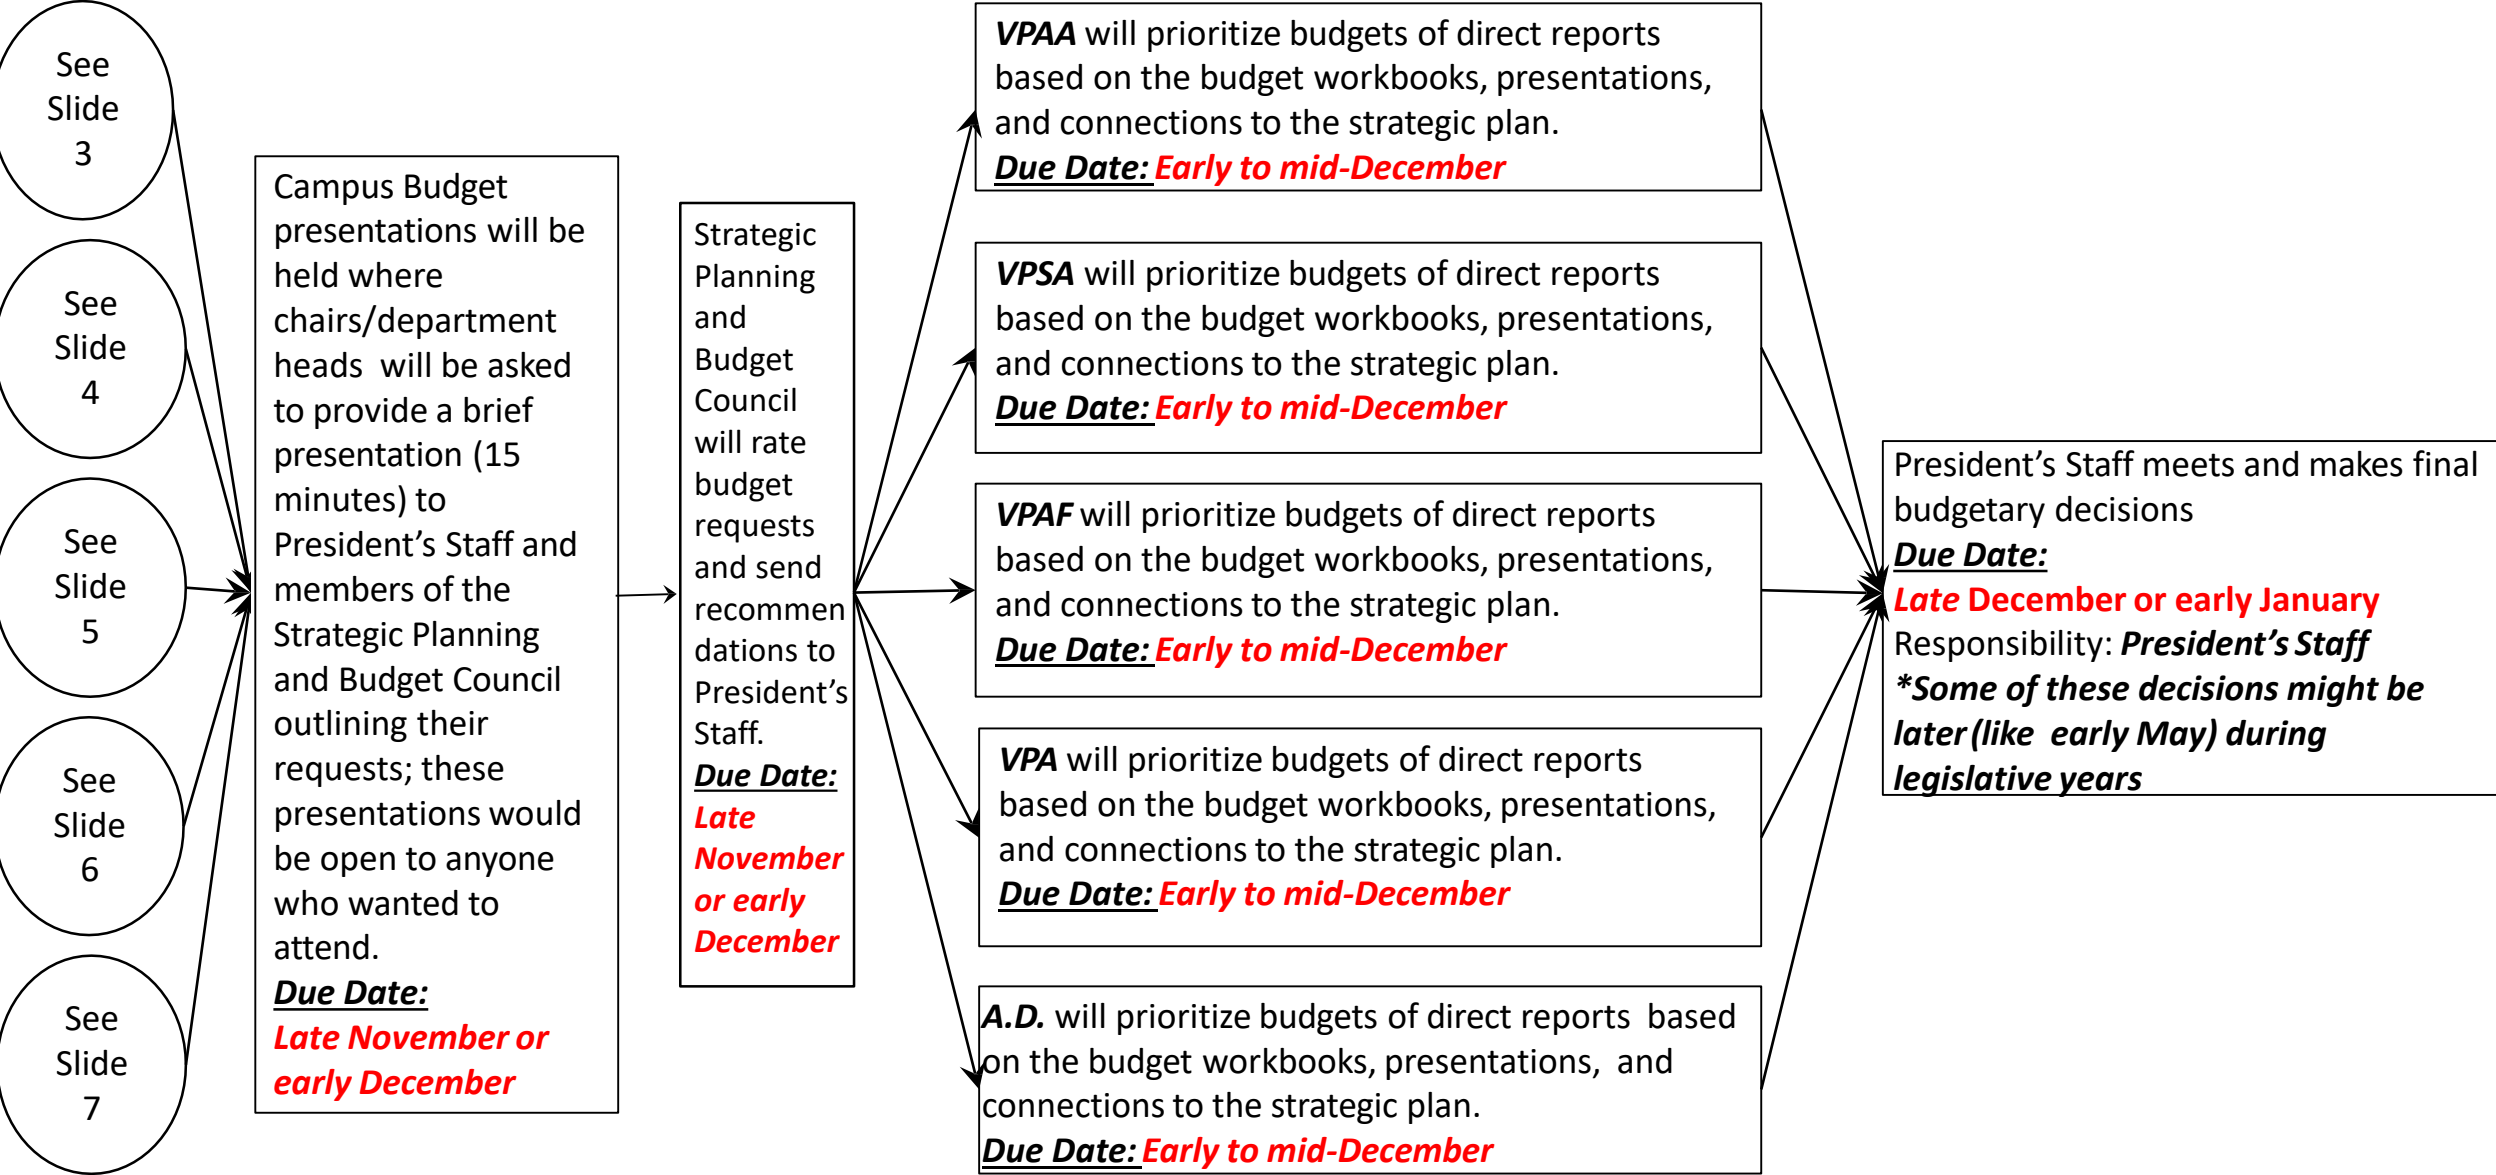 See
Slide
3
See
Slide
4
See
Slide
5
See
Slide
6
See
Slide
7
Campus Budget
presentations will be
held where
chairs/department
heads will be asked
to provide a brief
presentation (15
minutes) to
President’s Staff and
members of the
Strategic Planning
and Budget Council
outlining their
requests; these
presentations would
be open to anyone
who wanted to
attend.
Due Date:
Late November or
early December
Strategic
Planning
and
Budget
Council
will rate
budget
requests
and send
recommen
dations to
President’s
Staff.
Due Date:
Late
November
or early
December
VPAA will prioritize budgets of direct reports
based on the budget workbooks, presentations,
and connections to the strategic plan.
Due Date: Early to mid-December
VPSA will prioritize budgets of direct reports
based on the budget workbooks, presentations,
and connections to the strategic plan.
Due Date: Early to mid-December
VPAF will prioritize budgets of direct reports
based on the budget workbooks, presentations,
and connections to the strategic plan.
Due Date: Early to mid-December
VPA will prioritize budgets of direct reports
based on the budget workbooks, presentations,
and connections to the strategic plan.
Due Date: Early to mid-December
A.D. will prioritize budgets of direct reports based
on the budget workbooks, presentations, and
connections to the strategic plan.
Due Date: Early to mid-December
President’s Staff meets and makes final
budgetary decisions
Due Date:
Late December or early January
Responsibility: President’s Staff
*Some of these decisions might be
later (like early May) during
legislative years